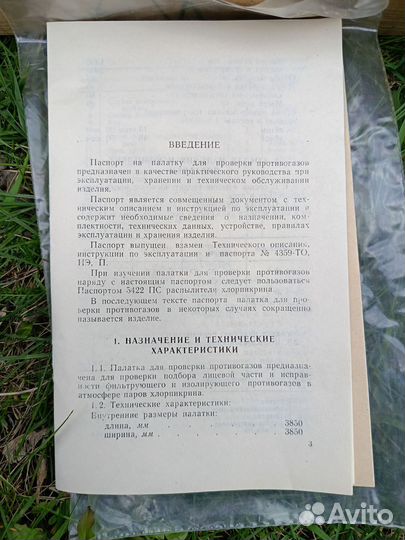 ВВЕДЕНИЕ
Паспорт на палатку для проверки противогазов
предназначен в качестве практического руководства при
эксплуатации, хранении и техническом обслуживании
изделия.
Паспорт является совмещенным документом с тех-
ническим описанием и инструкцией по эксплуатации и
содержит необходимые сведения о назначении, ком-
плектности, технических данных, устройстве, правилах
эксплуатации и хранения изделия.
Паспорт выпущен взамен Технического описания,
инструкции по эксплуатации и паспорта № 4359-ТО,
ИЭ, П.
При изучении палатки для проверки противогазов
наряду с настоящим паспортом следует пользоваться
Паспортом 5422 ПС распылителя хлорпикрина.
В последующем тексте паспорта палатка для про-
верки противогазов в некоторых случаях сокращенно
называется изделие.
1. НАЗНАЧЕНИЕ И ТЕХНИЧЕСКИЕ
ХАРАКТЕРИСТИКИ
1.1. Палатка для проверки противогазов предназна-
чена для проверки подбора лицевой части и исправ-
ности фильтрующего и изолирующего противогазов в
атмосфере паров хлорпикрина.
1.2. Технические характеристики:
Внутренние размеры палатки:
длина, мм . . . . . . . . 3850
ширина, мм . . . . . . . . 3850
3
Avito